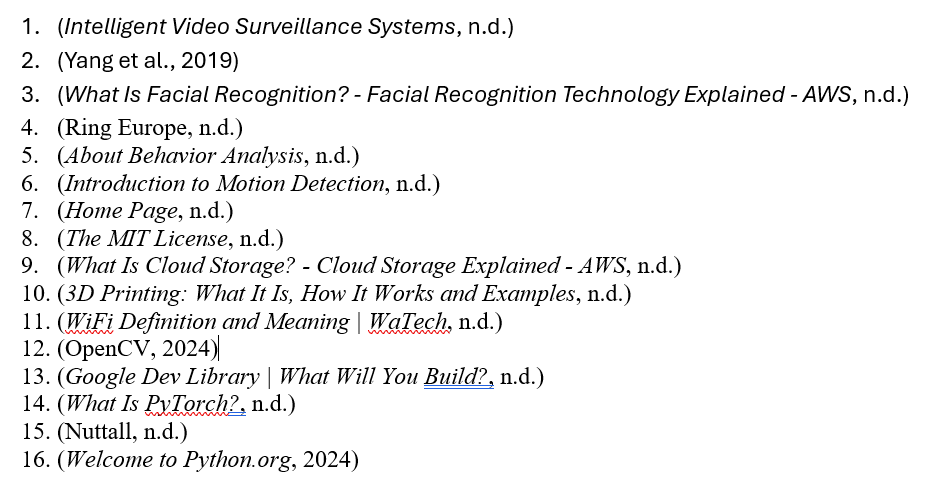 1. (Intelligent Video Surveillance Systems, n.d.)
2. (Yang et al., 2019)
3. (What Is Facial Recognition? - Facial Recognition Technology Explained - AWS, n.d.)
4. (Ring Europe, n.d.)
5. (About Behavior Analysis, n.d.)
6. (Introduction to Motion Detection, n.d.)
7. (Home Page, n.d.)
8. (The MIT License, n.d.)
9. (What Is Cloud Storage? - Cloud Storage Explained - AWS, n.d.)
10. (3D Printing: What It Is, How It Works and Examples, n.d.)
11. (WiFi Definition and Meaning | WaTech, n.d.)
12. (OpenCV, 2024)
13. (Google Dev Library | What Will You Build?, n.d.)
14. (What Is PyTorch?, n.d.)
15. (Nuttall, n.d.)
16. (Welcome to Python.org, 2024)